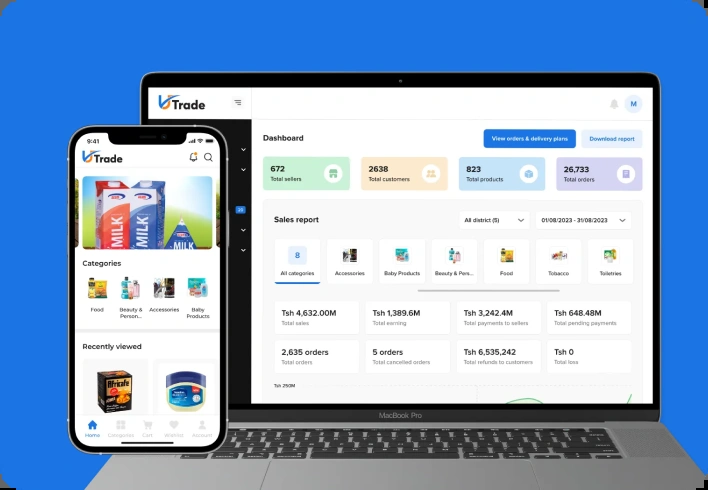 9:41
Trade
MILK
MILK
MILK
Categories
Food
Beauty &
Person...
Accessories
Baby
Products
Recently viewed
Africafe
Home
Categories
Cart
Wishlist
Account
Trade
M
Dashboard
View orders & delivery plans
Download report
672
Total sellers
2638
Total customers
823
Total products
26,733
Total orders
Sales report
All district (5)
01/08/2023 - 31/08/2023
8
All categories
Accessories
Baby Products
Beauty & Pers...
Food
Tobacco
Toiletries
Tsh 4,632.00M
Total sales
Tsh 1,389.6M
Total earning
Tsh 3,242.4M
Total payments to sellers
Tsh 648.48M
Total pending payments
2,635 orders
Total orders
5 orders
Total cancelled orders
Tsh 6,535,242
Total refunds to customers
Tsh 0
Total loss
Tsh 250M
MacBook Pro